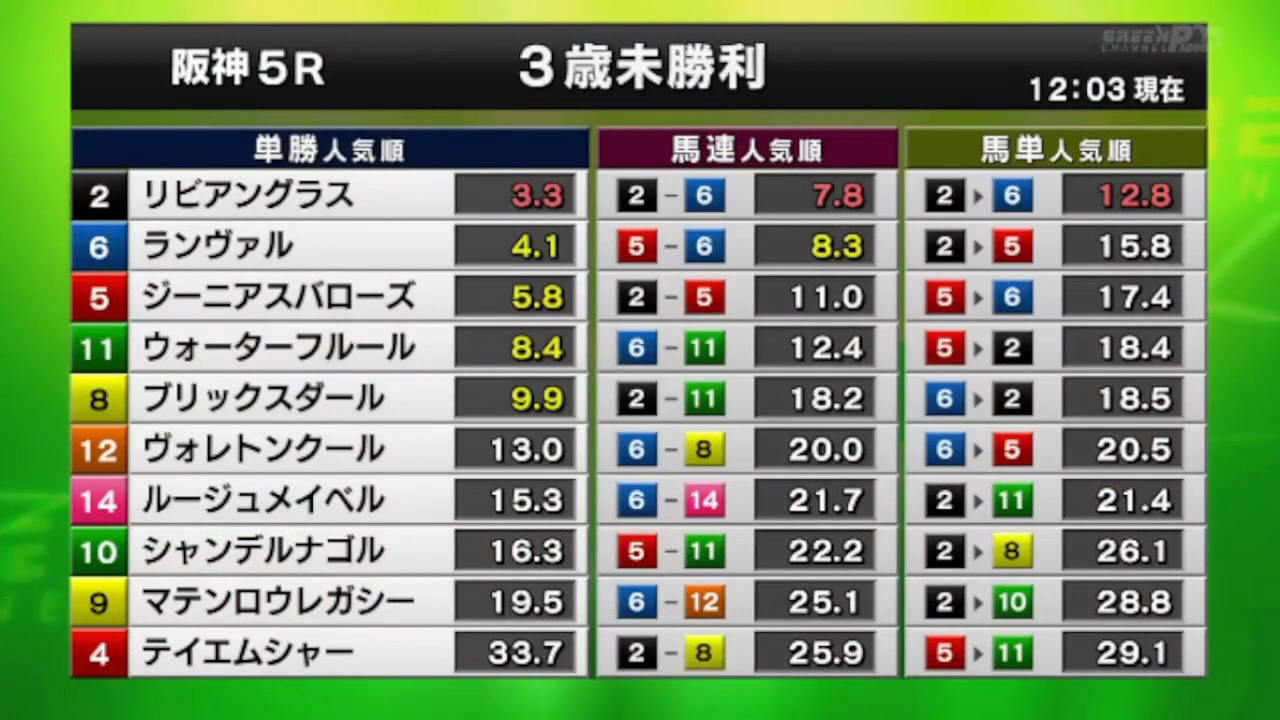 GREEN CHANNEL
阪神5R 3歳未勝利 12:03現在
単勝人気順 馬連人気順 馬単人気順
2 リビアングラス 3.3 2-6 7.8 2▸6 12.8
6 ランヴァル 4.1 5-6 8.3 2▸5 15.8
5 ジーニアスバローズ 5.8 2-5 11.0 5▸6 17.4
11 ウォーターフルール 8.4 6-11 12.4 5▸2 18.4
8 ブリックスダール 9.9 2-11 18.2 6▸2 18.5
12 ヴォレトンクール 13.0 6-8 20.0 6▸5 20.5
14 ルージュメイベル 15.3 6-14 21.7 2▸11 21.4
10 シャンデルナゴル 16.3 5-11 22.2 2▸8 26.1
9 マテンロウレガシー 19.5 6-12 25.1 2▸10 28.8
4 テイエムシャー 33.7 2-8 25.9 5▸11 29.1